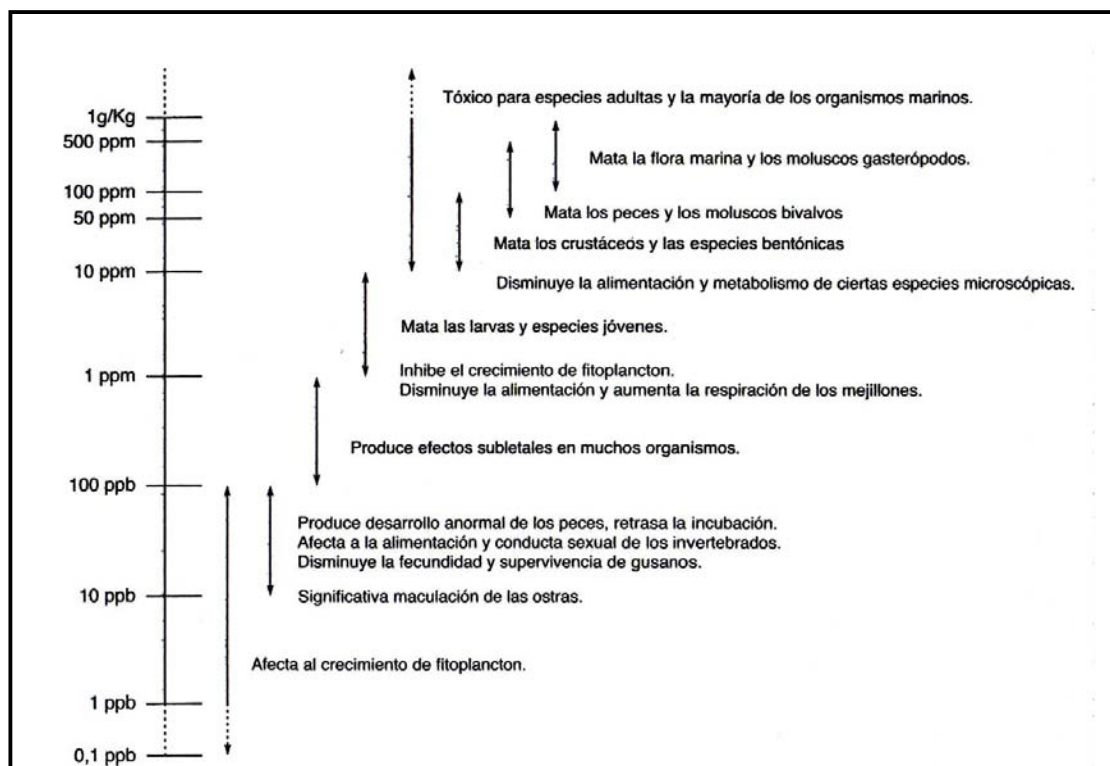 Tóxico para especies adultas y la mayoría de los organismos marinos.
1g/Kg
500 ppm
Mata la flora marina y los moluscos gasterópodos.
100 ppm
50 ppm
Mata los peces y los moluscos bivalvos
Mata los crustáceos y las especies bentónicas
10 ppm
Disminuye la alimentación y metabolismo de ciertas especies microscópicas.
Mata las larvas y especies jóvenes.
1 ppm
Inhibe el crecimiento de fitoplancton.
Disminuye la alimentación y aumenta la respiración de los mejillones.
Produce efectos subletales en muchos organismos.
100 ppb
Produce desarrollo anormal de los peces, retrasa la incubación.
Afecta a la alimentación y conducta sexual de los invertebrados.
Disminuye la fecundidad y supervivencia de gusanos.
10 ppb
Significativa maculación de las ostras.
Afecta al crecimiento de fitoplancton.
1 ppb
0,1 ppb